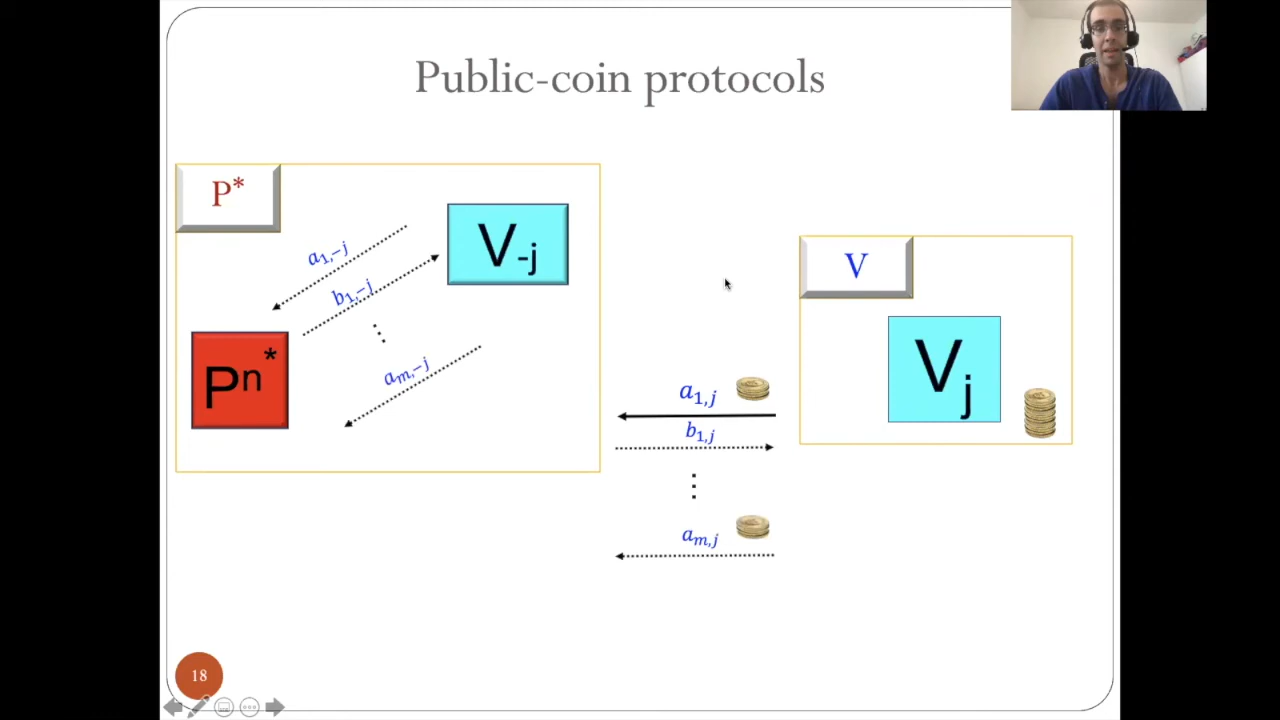 Public-coin protocols
P*
V-j
a1,-j
b1,-j
⋮
am,-j
Pn*
V
Vj
a1,j
b1,j
⋮
am,j
18